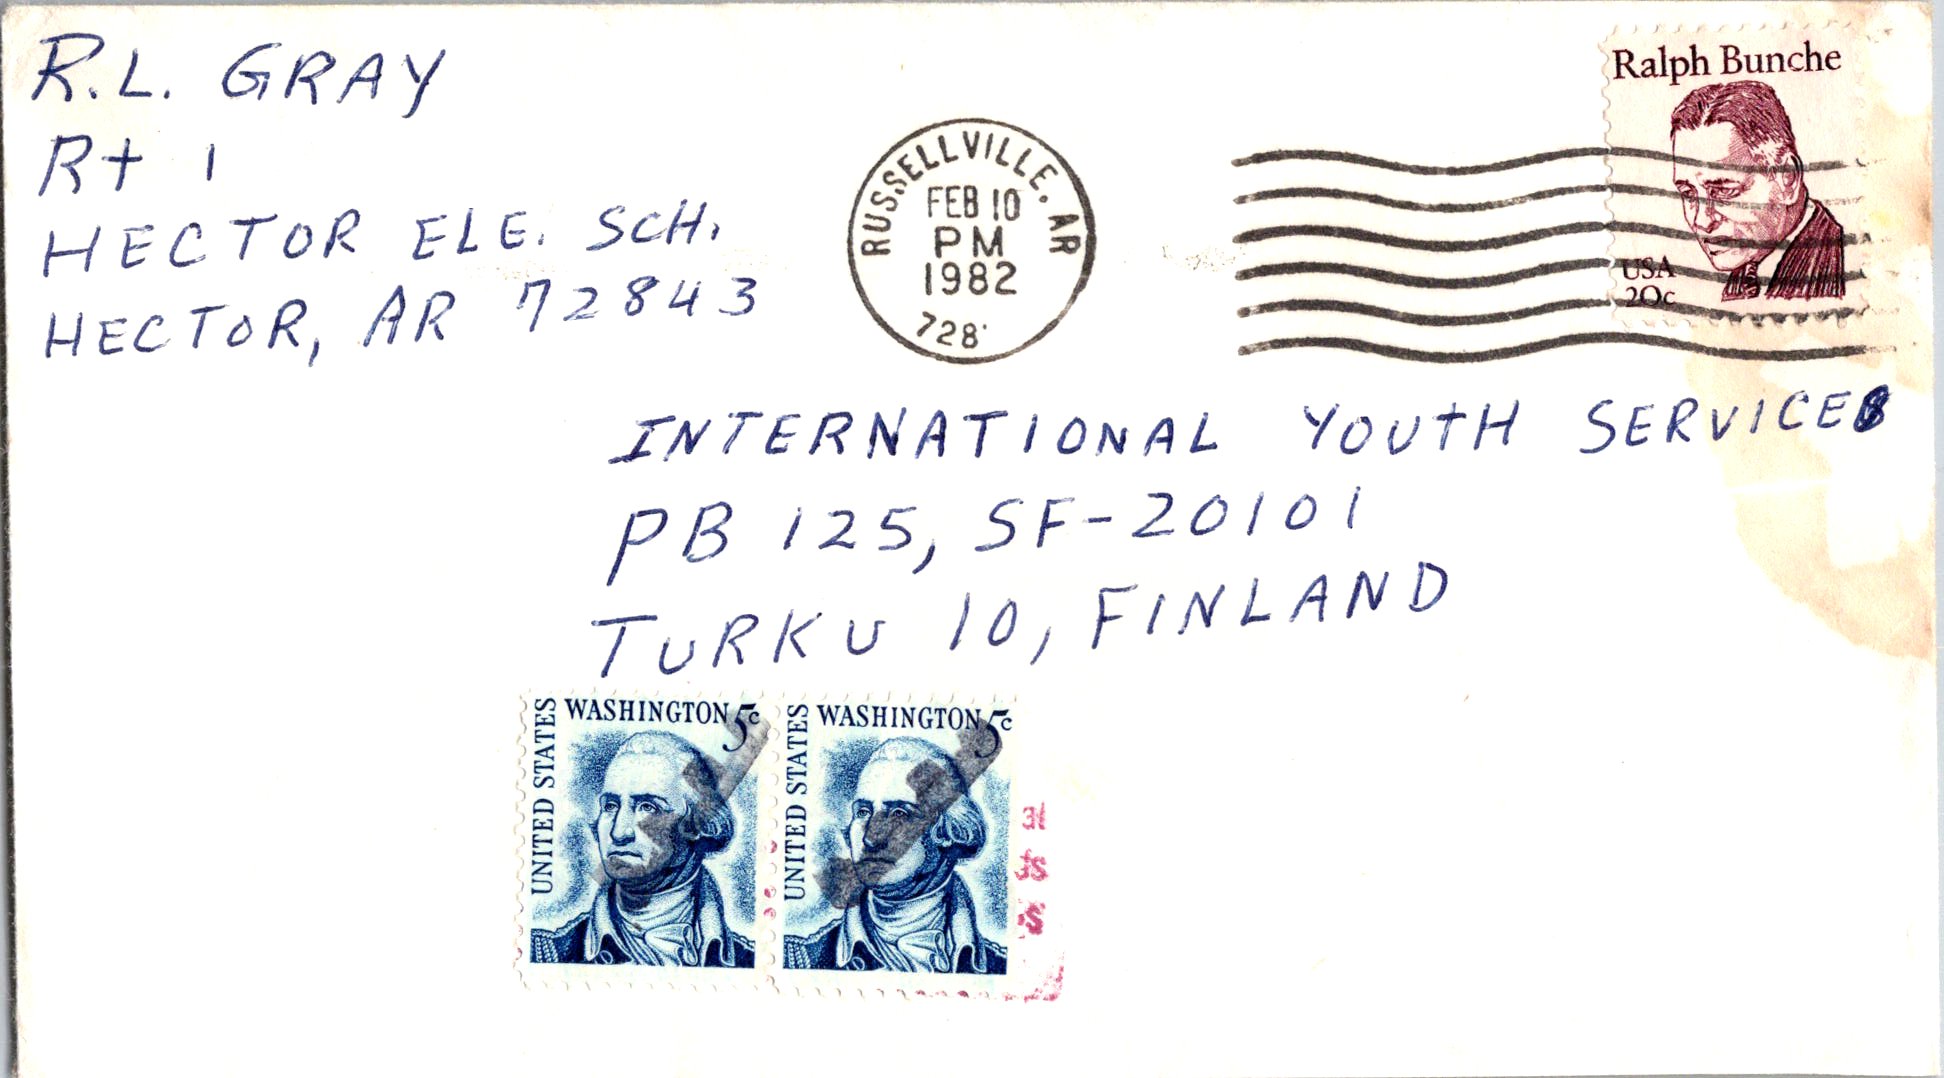 R.L. GRAY
Rt 1
HECTOR ELE. SCH.
HECTOR, AR 72843
RUSSELLVILLE, AR
FEB 10
PM
1982
728
Ralph Bunche
USA
20c
INTERNATIONAL YOUTH SERVICES
PB 125, SF-20101
TURKU 10, FINLAND
UNITED STATES
WASHINGTON 5c
UNITED STATES
WASHINGTON 5c